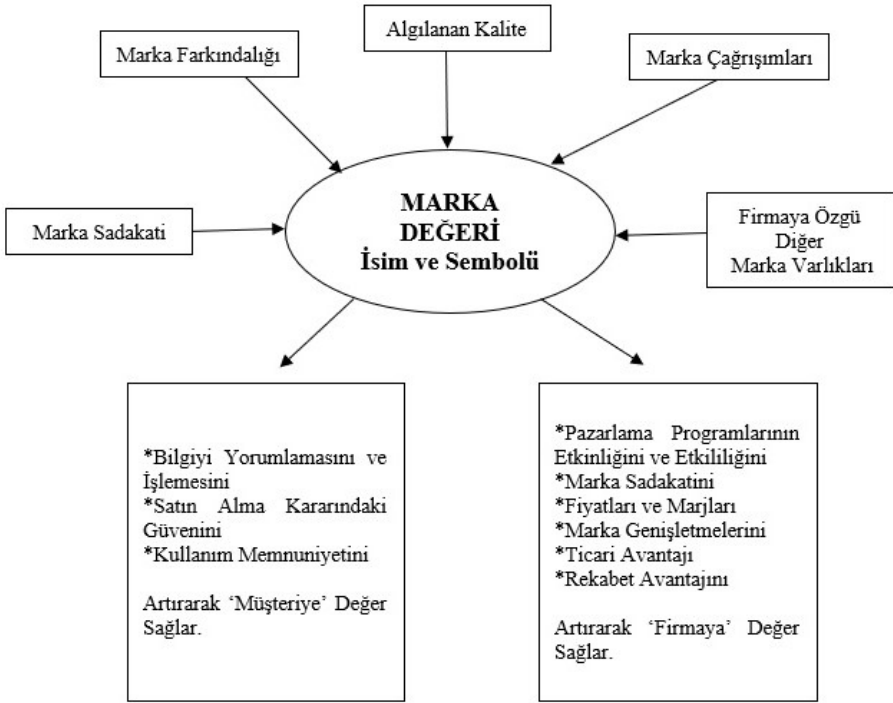 Algılanan Kalite
Marka Farkındalığı
Marka Çağrışımları
Marka Sadakati
MARKA
DEĞERİ
İsim ve Sembolü
Firmaya Özgü
Diğer
Marka Varlıkları
*Bilgiyi Yorumlamasını ve
İşlemesini
*Satın Alma Kararındaki
Güvenini
*Kullanım Memnuniyetini
Artırarak ‘Müşteriye’ Değer
Sağlar.
*Pazarlama Programlarının
Etkinliğini ve Etkililiğini
*Marka Sadakatini
*Fiyatları ve Marjları
*Marka Genişletmelerini
*Ticari Avantajı
*Rekabet Avantajını
Artırarak ‘Firmaya’ Değer
Sağlar.